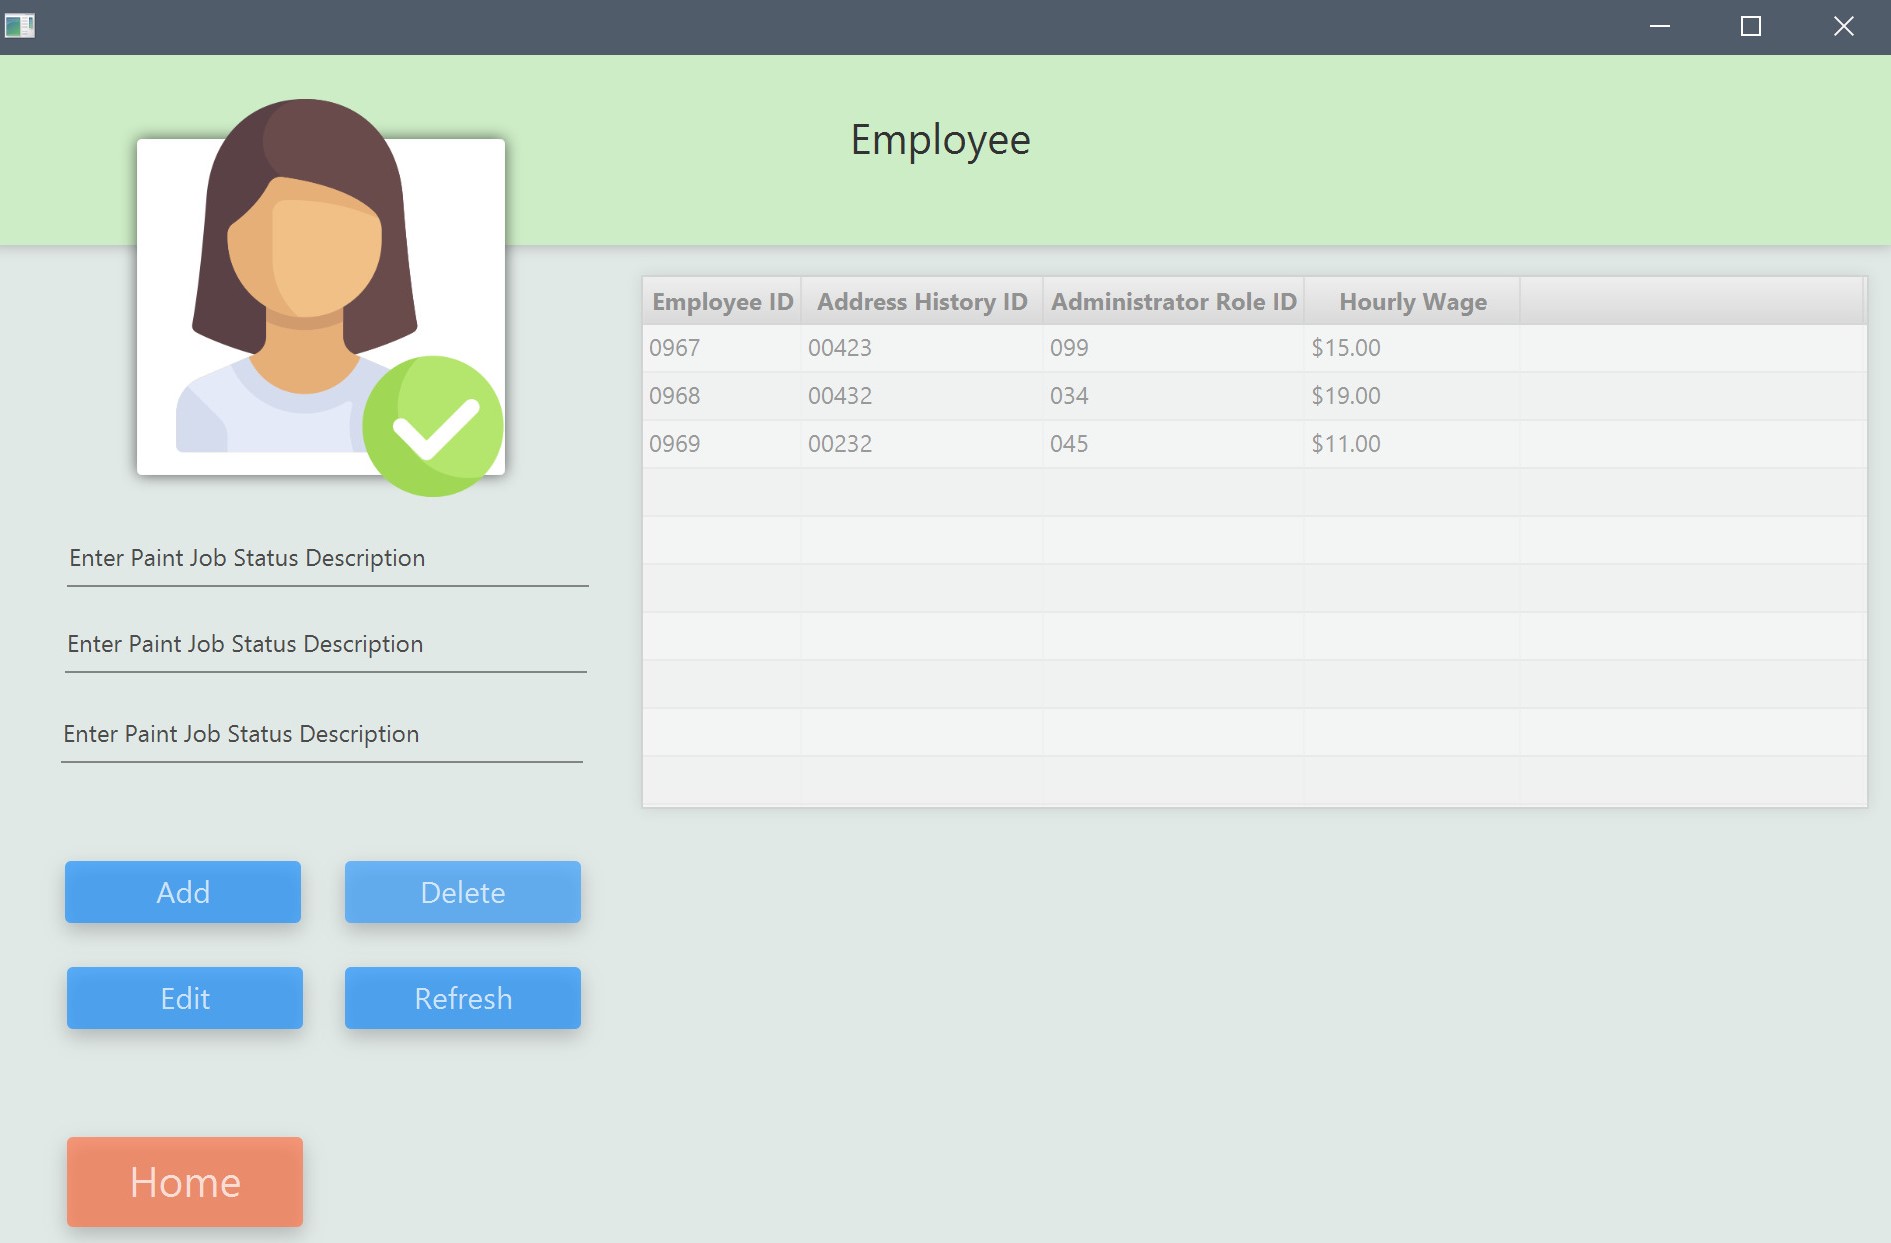 Employee
Employee ID Address History ID Administrator Role ID Hourly Wage
0967 00423 099 $15.00
0968 00432 034 $19.00
0969 00232 045 $11.00
Enter Paint Job Status Description
Enter Paint Job Status Description
Enter Paint Job Status Description
Add Delete
Edit Refresh
Home